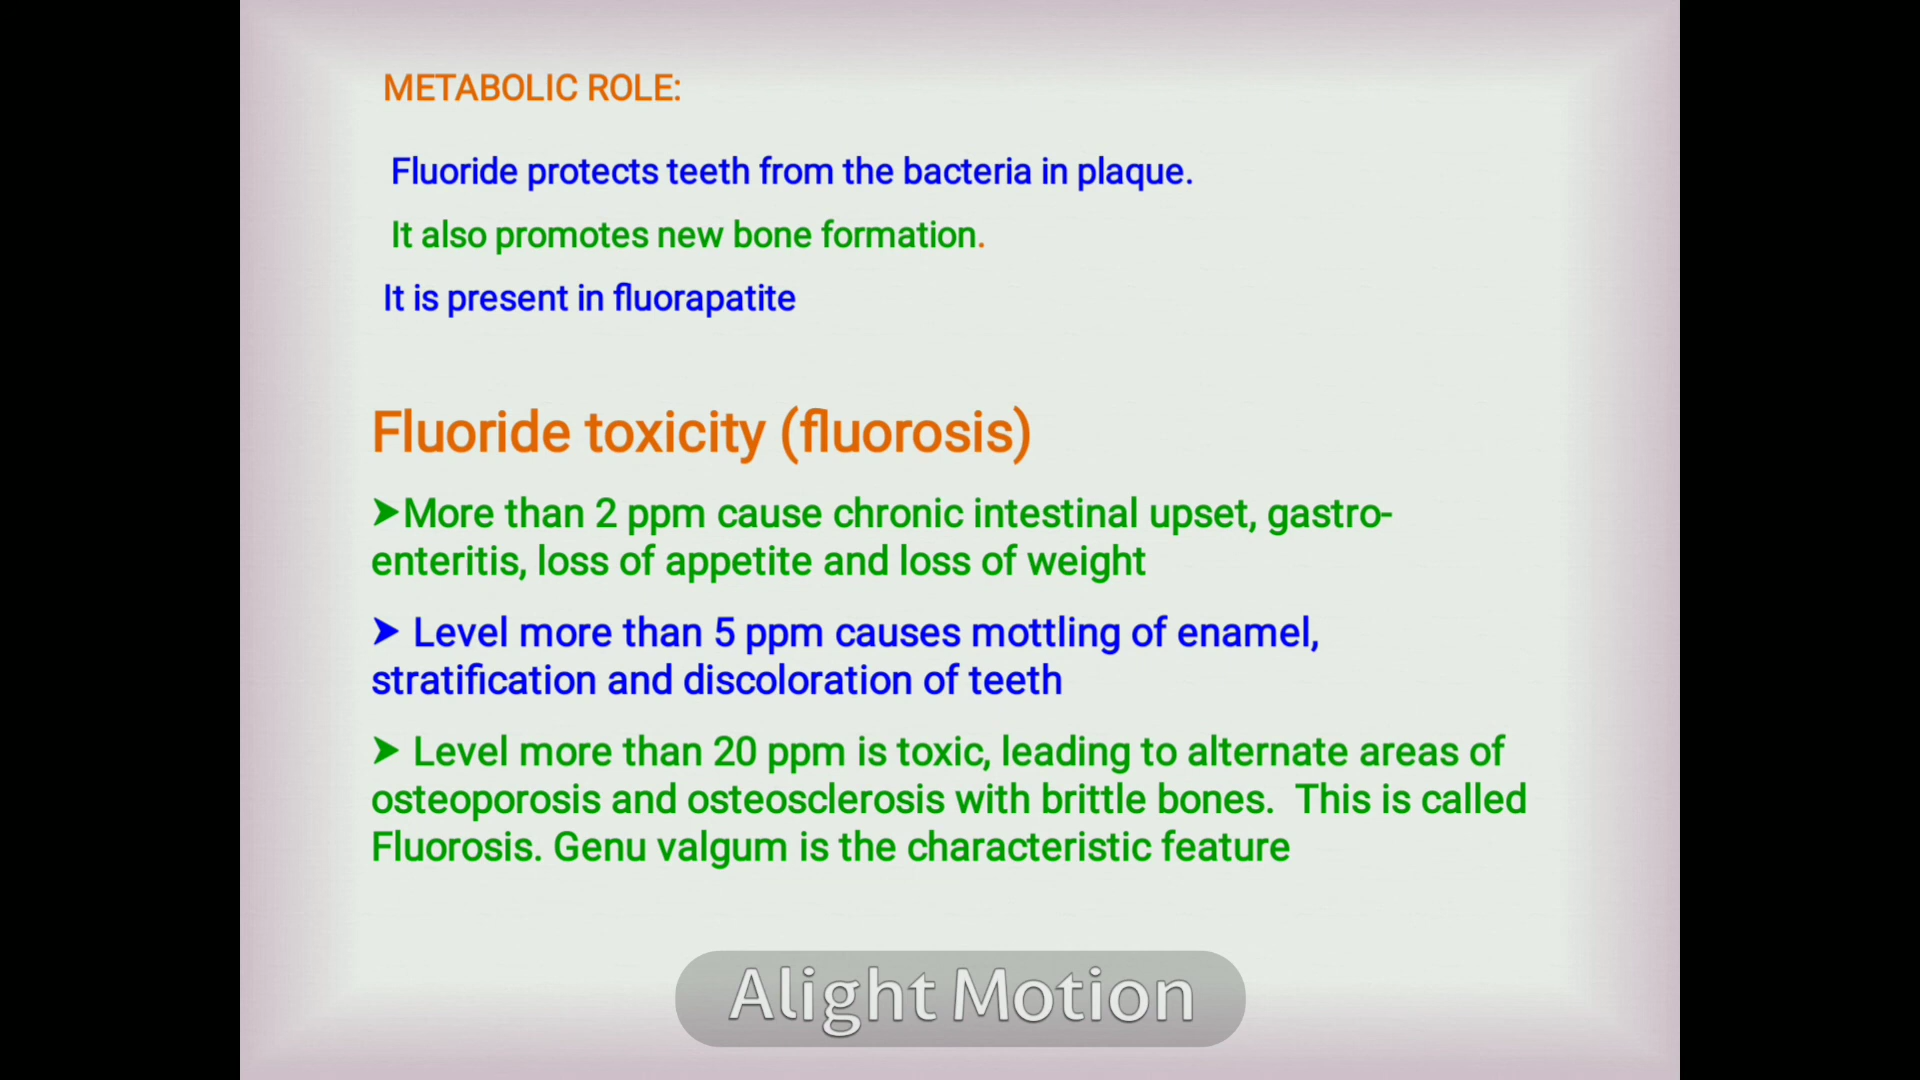 METABOLIC ROLE:
Fluoride protects teeth from the bacteria in plaque.
It also promotes new bone formation.
It is present in fluorapatite
Fluoride toxicity (fluorosis)
➤More than 2 ppm cause chronic intestinal upset, gastro-
enteritis, loss of appetite and loss of weight
➤ Level more than 5 ppm causes mottling of enamel,
stratification and discoloration of teeth
➤ Level more than 20 ppm is toxic, leading to alternate areas of
osteoporosis and osteosclerosis with brittle bones.  This is called
Fluorosis. Genu valgum is the characteristic feature
Alight Motion